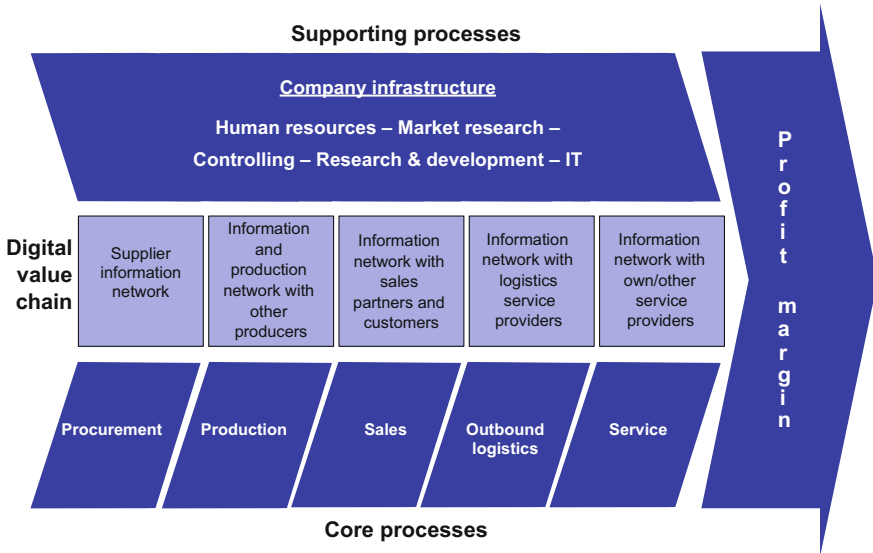 Supporting processes
Company infrastructure
Human resources – Market research –
Controlling – Research & development – IT
Digital
value
chain
Supplier
information
network
Information
and
production
network with
other
producers
Information
network with
sales
partners and
customers
Information
network with
logistics
service
providers
Information
network with
own/other
service
providers
Procurement
Production
Sales
Outbound
logistics
Service
Core processes
Profit margin